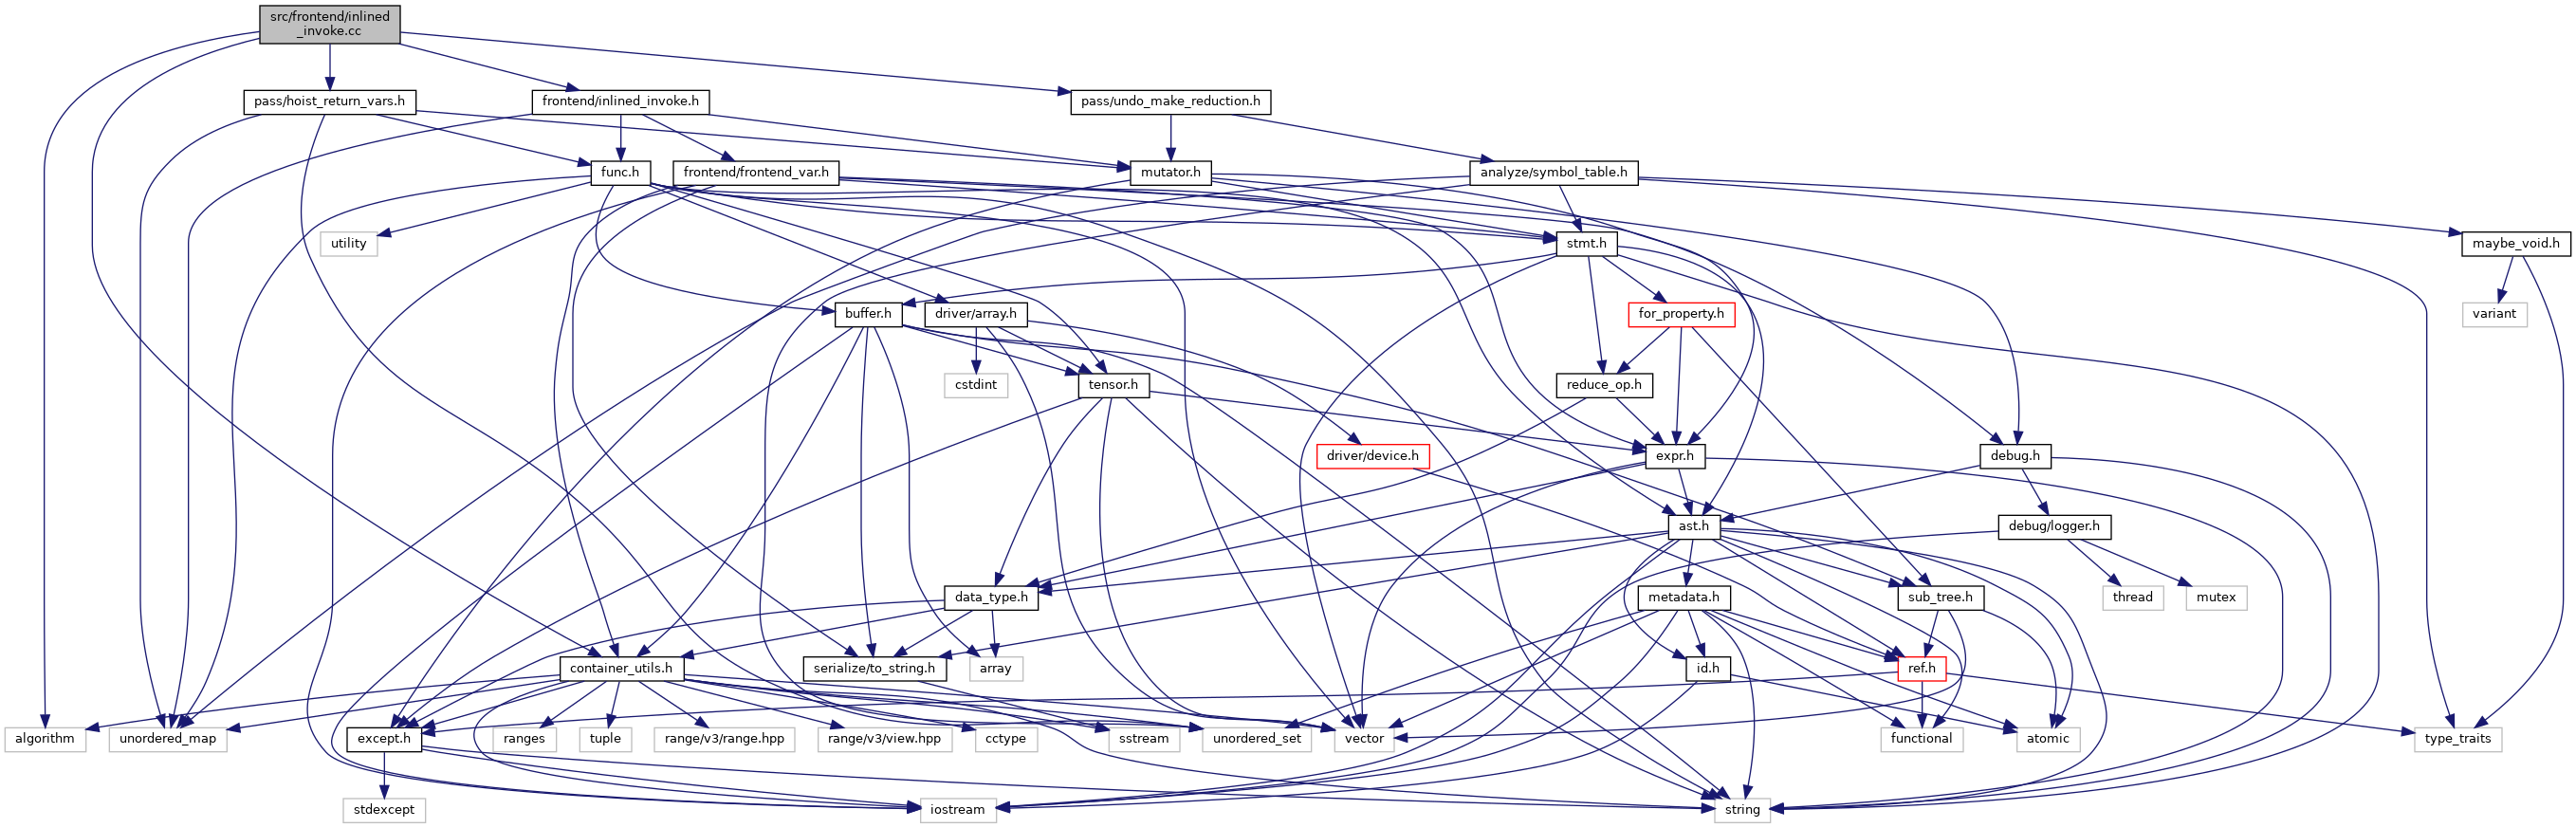 src/frontend/inlined
_invoke.cc
pass/hoist_return_vars.h
frontend/inlined_invoke.h
pass/undo_make_reduction.h
func.h
frontend/frontend_var.h
mutator.h
analyze/symbol_table.h
utility
stmt.h
maybe_void.h
buffer.h
driver/array.h
for_property.h
variant
cstdint
tensor.h
reduce_op.h
driver/device.h
expr.h
debug.h
ast.h
debug/logger.h
data_type.h
metadata.h
sub_tree.h
thread
mutex
container_utils.h
serialize/to_string.h
array
id.h
ref.h
algorithm
unordered_map
except.h
ranges
tuple
range/v3/range.hpp
range/v3/view.hpp
cctype
sstream
unordered_set
vector
functional
atomic
type_traits
stdexcept
iostream
string